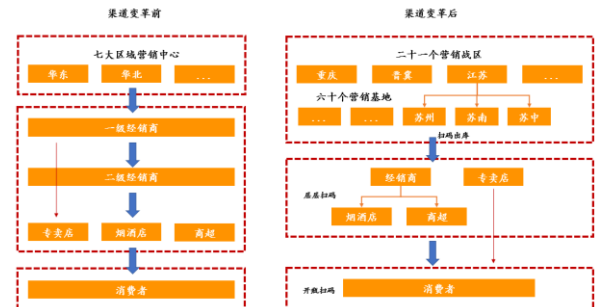 渠道变革前
七大区域营销中心
华东
华北
...
一级经销商
二级经销商
专卖店
烟酒店
商超
消费者
渠道变革后
二十一个营销战区
重庆
晋冀
江苏
...
六十个营销基地
...
...
苏州
苏南
苏中
扫码出库
经销商
专卖店
层层扫码
烟酒店
商超
开瓶扫码
消费者